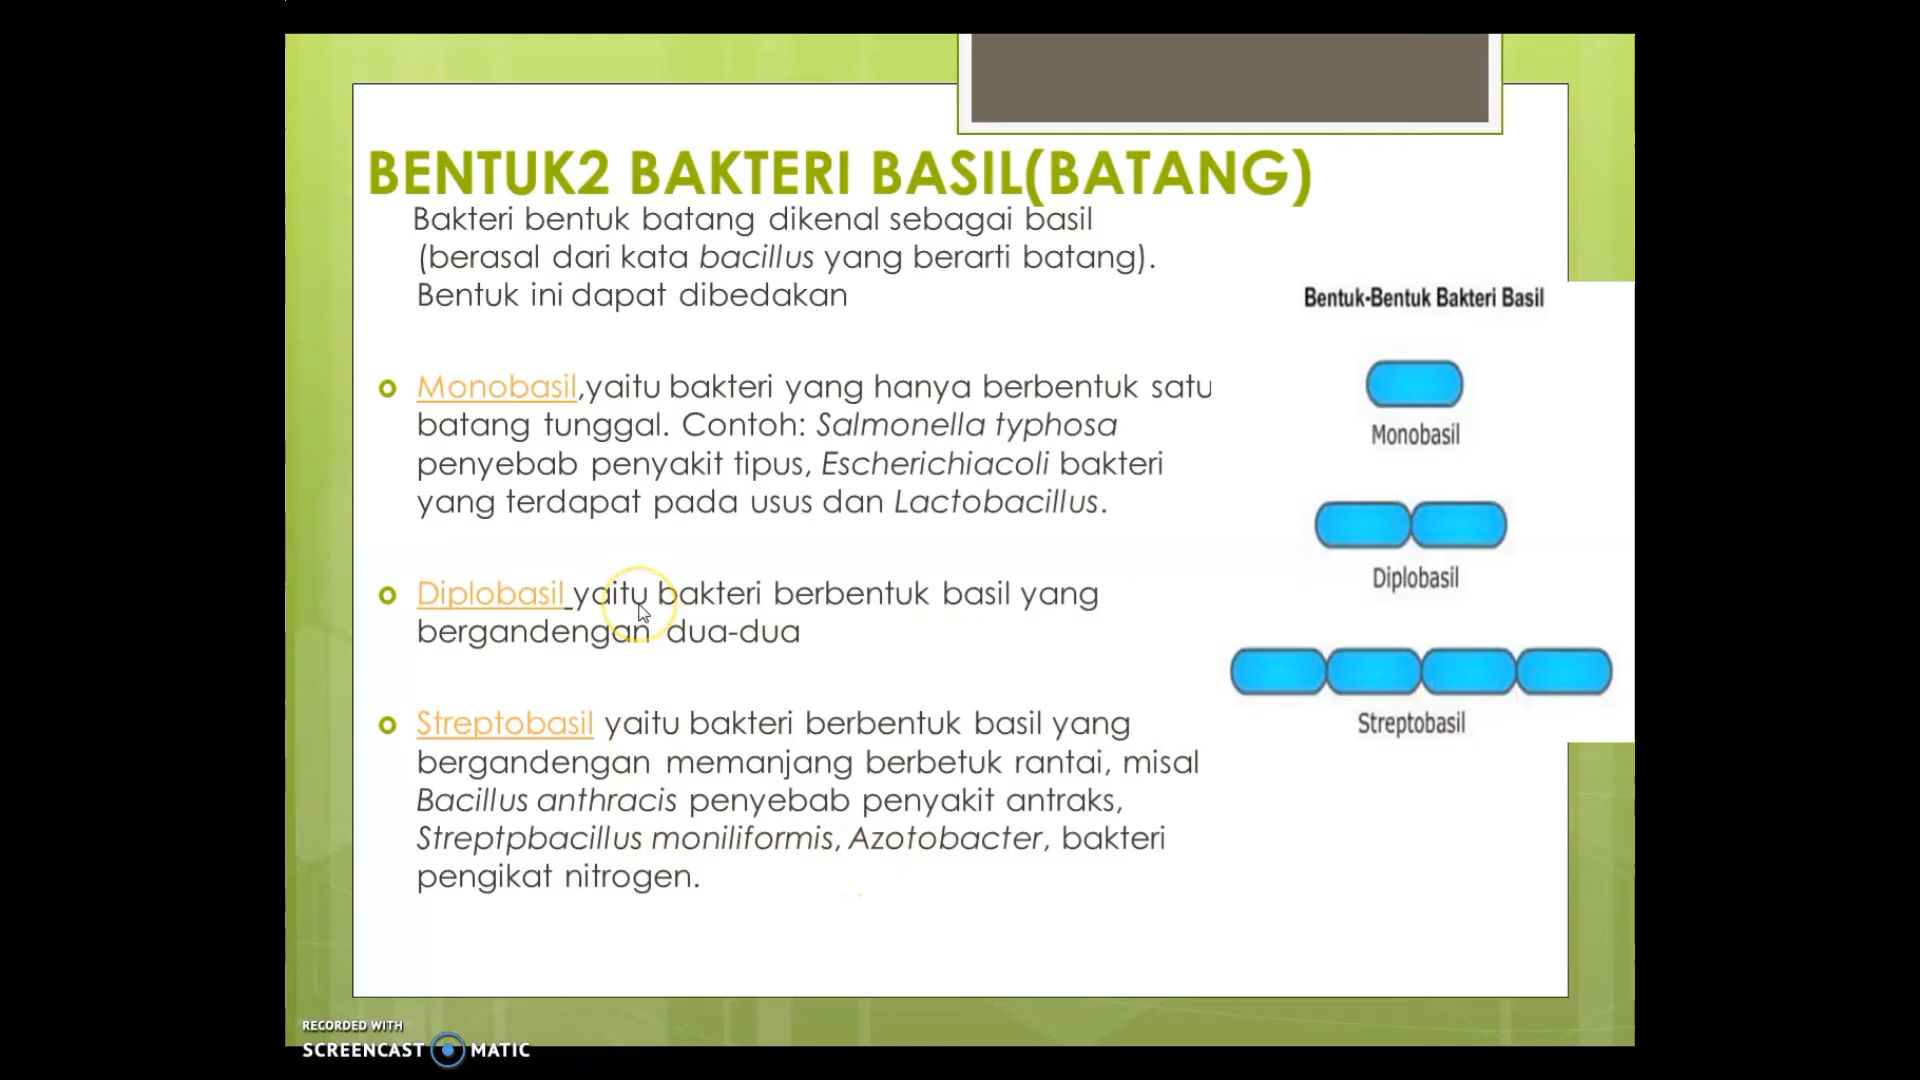 BENTUK2 BAKTERI BASIL(BATANG)
Bakteri bentuk batang dikenal sebagai basil
(berasal dari kata bacillus yang berarti batang).
Bentuk ini dapat dibedakan
Monobasil,yaitu bakteri yang hanya berbentuk satu
batang tunggal. Contoh: Salmonella typhosa
penyebab penyakit tipus, Escherichiacoli bakteri
yang terdapat pada usus dan Lactobacillus.
Diplobasil yaitu bakteri berbentuk basil yang
bergandengan dua-dua
Streptobasil yaitu bakteri berbentuk basil yang
bergandengan memanjang berbetuk rantai, misal
Bacillus anthracis penyebab penyakit antraks,
Streptpbacillus moniliformis, Azotobacter, bakteri
pengikat nitrogen.
Bentuk-Bentuk Bakteri Basil
Monobasil
Diplobasil
Streptobasil
RECORDED WITH
SCREENCAST MATIC